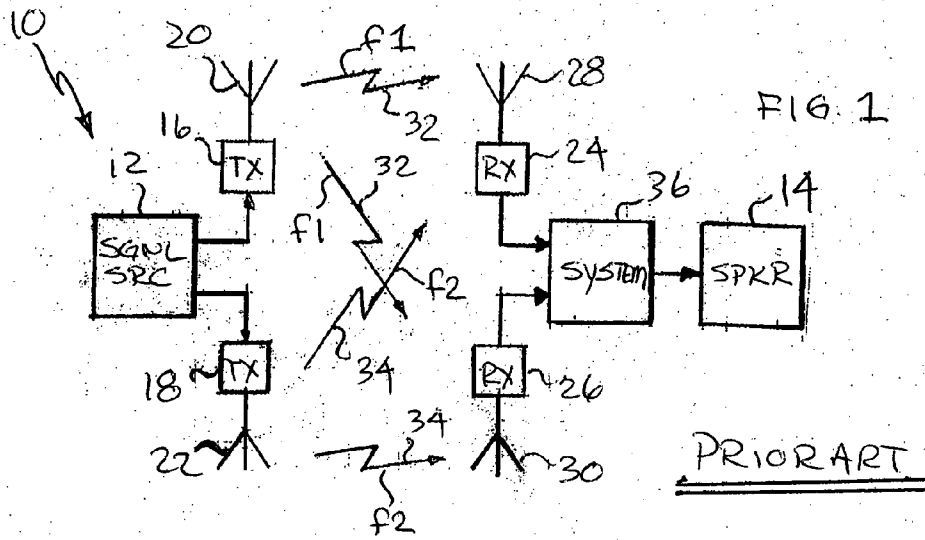 10
20
f1
28
FIG. 1
32
16
TX
RX
24
12
32
36
14
f1
SGNL
SRC
f2
SYSTEM
SPKR
34
18
TX
RX
26
34
22
30
PRIOR ART
f2